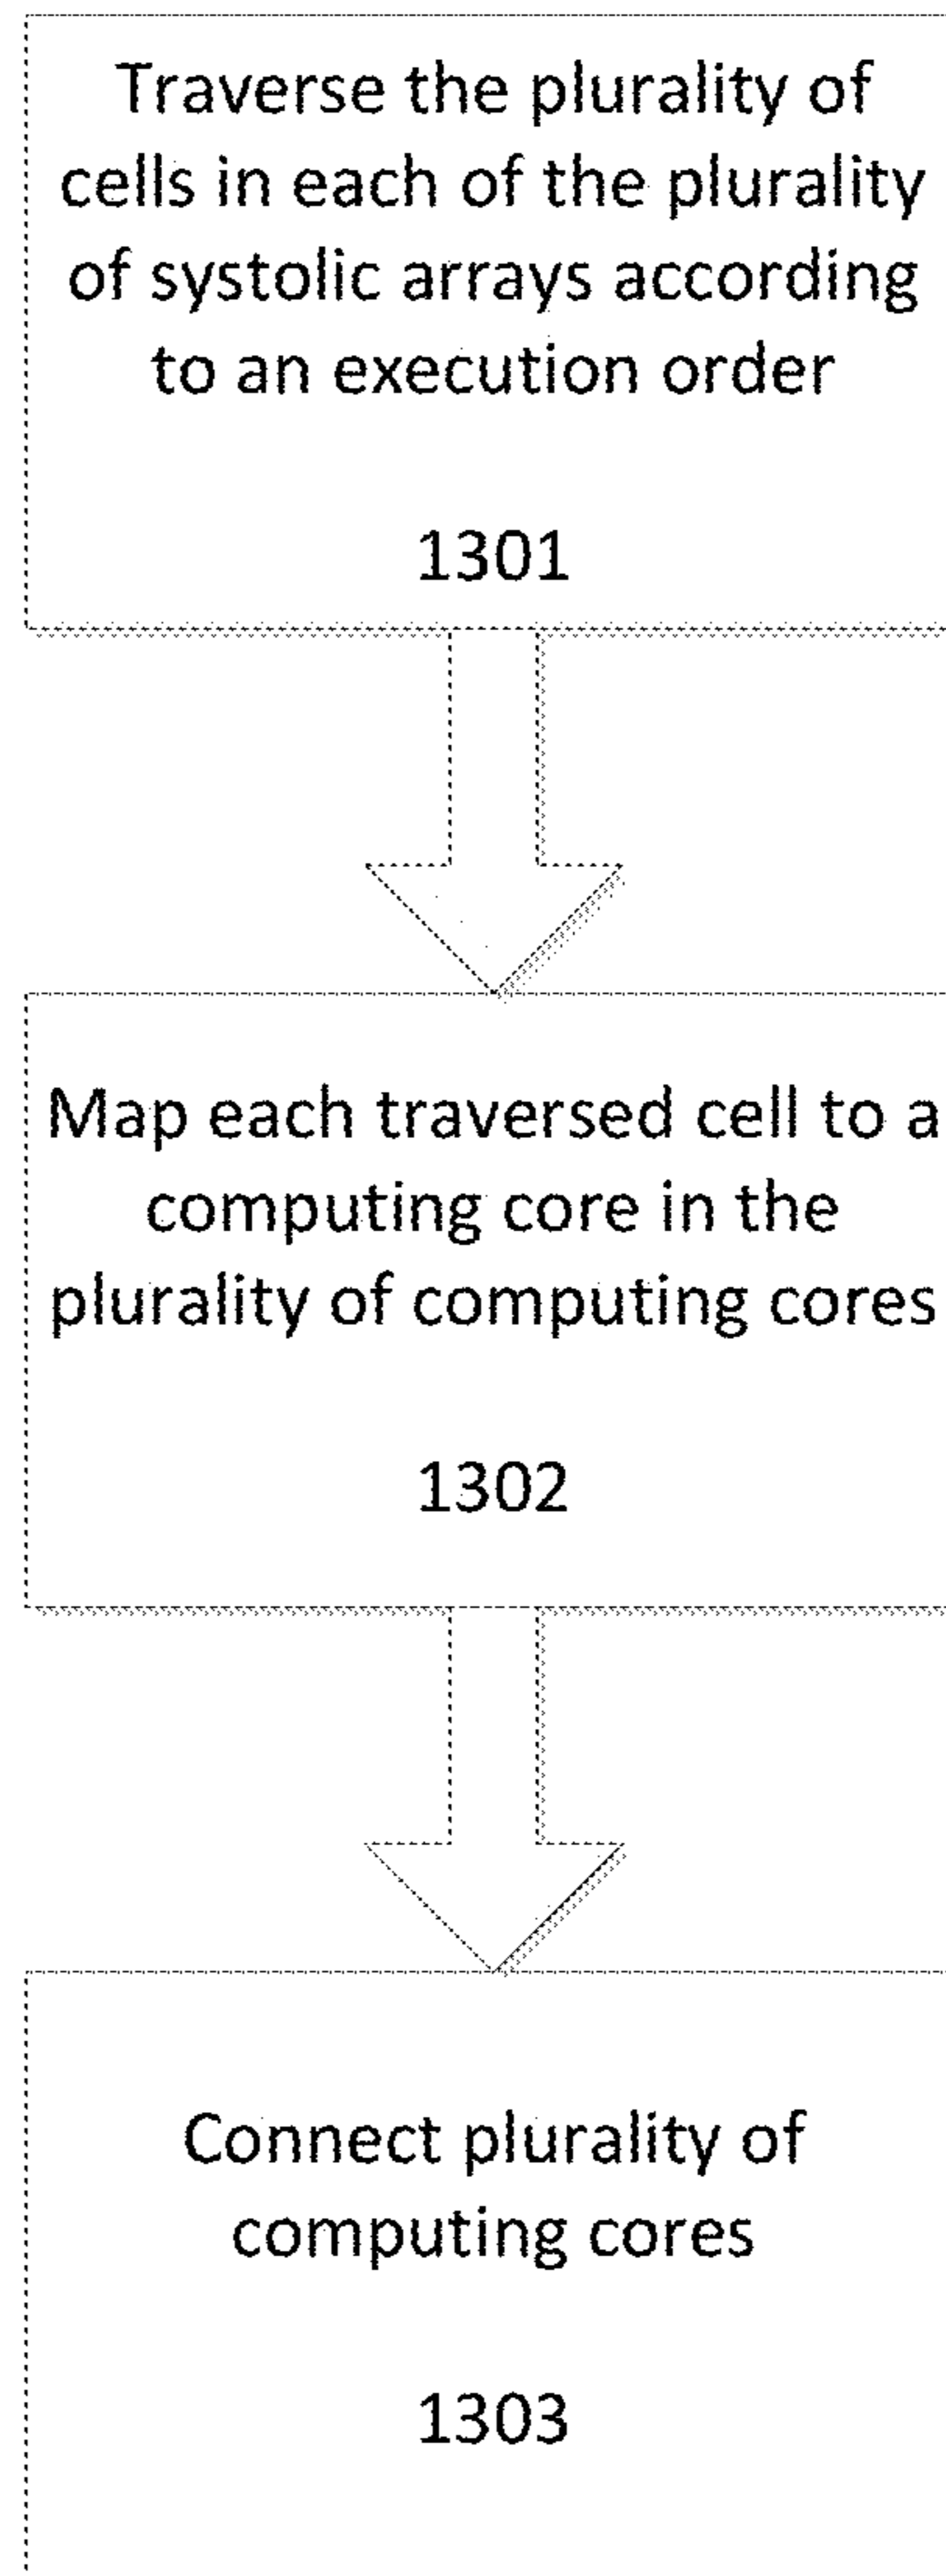 Traverse the plurality of
cells in each of the plurality
of systolic arrays according
to an execution order
1301
Map each traversed cell to a
computing core in the
plurality of computing cores
1302
Connect plurality of
computing cores
1303